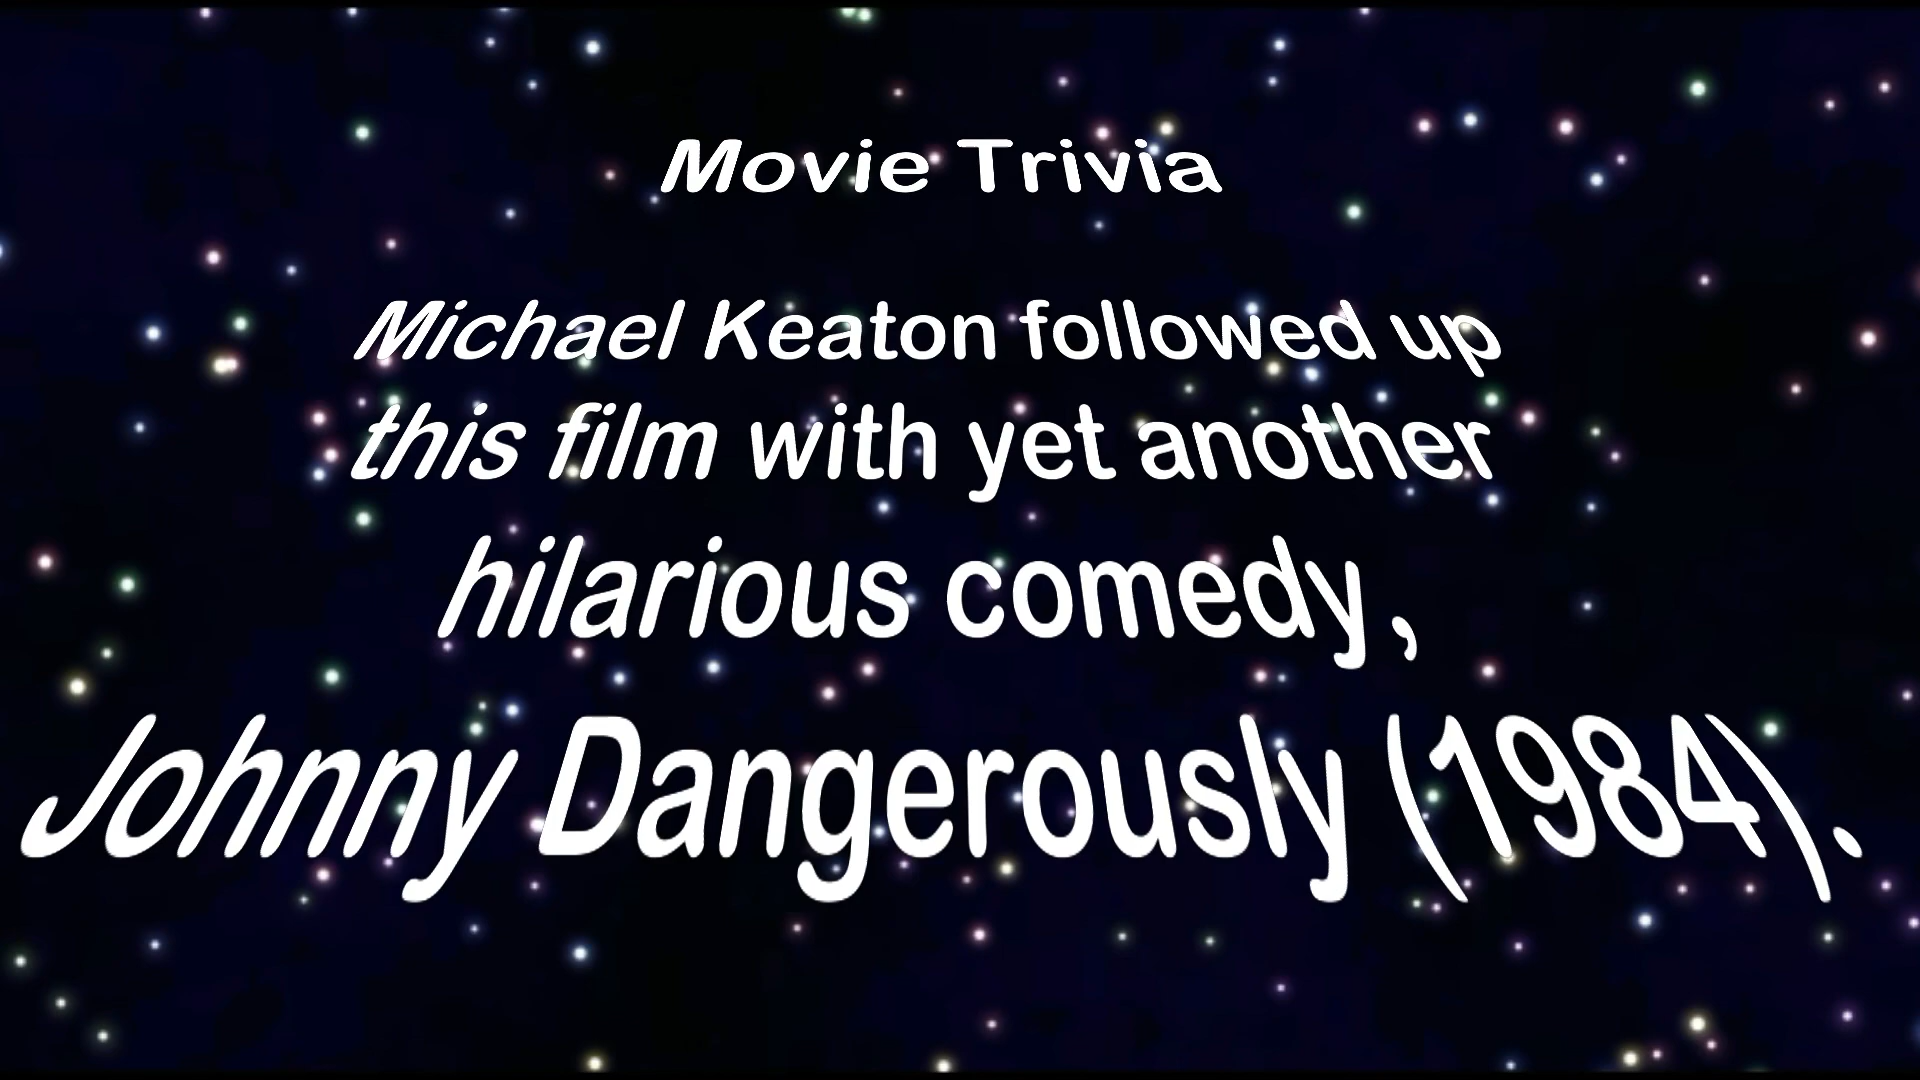 Movie Trivia
Michael Keaton followed up
this film with yet another
hilarious comedy,
Johnny Dangerously (1984).